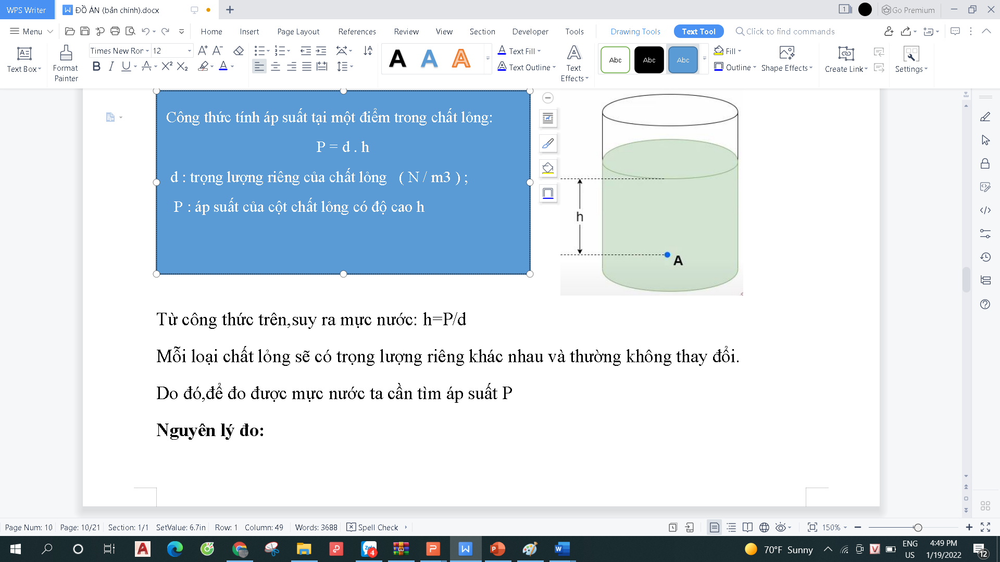 WPS Writer
ĐỒ ÁN (bản chính).docx
1
Go Premium
Menu
Home
Insert
Page Layout
References
Review
View
Section
Developer
Tools
Drawing Tools
Text Tool
Click to find commands
Text Box
Format Painter
Times New Ror
12
B I U A X² X₂
A A A
Text Fill
Text Outline
Text Effects
Abc Abc Abc
Fill
Outline
Shape Effects
Create Link
Settings
Công thức tính áp suất tại một điểm trong chất lỏng:
P = d . h
d : trọng lượng riêng của chất lỏng ( N / m3 ) ;
P : áp suất của cột chất lỏng có độ cao h
h
A
Từ công thức trên,suy ra mực nước: h=P/d
Mỗi loại chất lỏng sẽ có trọng lượng riêng khác nhau và thường không thay đổi.
Do đó,để đo được mực nước ta cần tìm áp suất P
Nguyên lý đo:
Page Num: 10 Page: 10/21 Section: 1/1 SetValue: 6.7in Row: 1 Column: 49 Words: 3688 Spell Check
150%
70°F Sunny
ENG
US
4:49 PM
1/19/2022
12